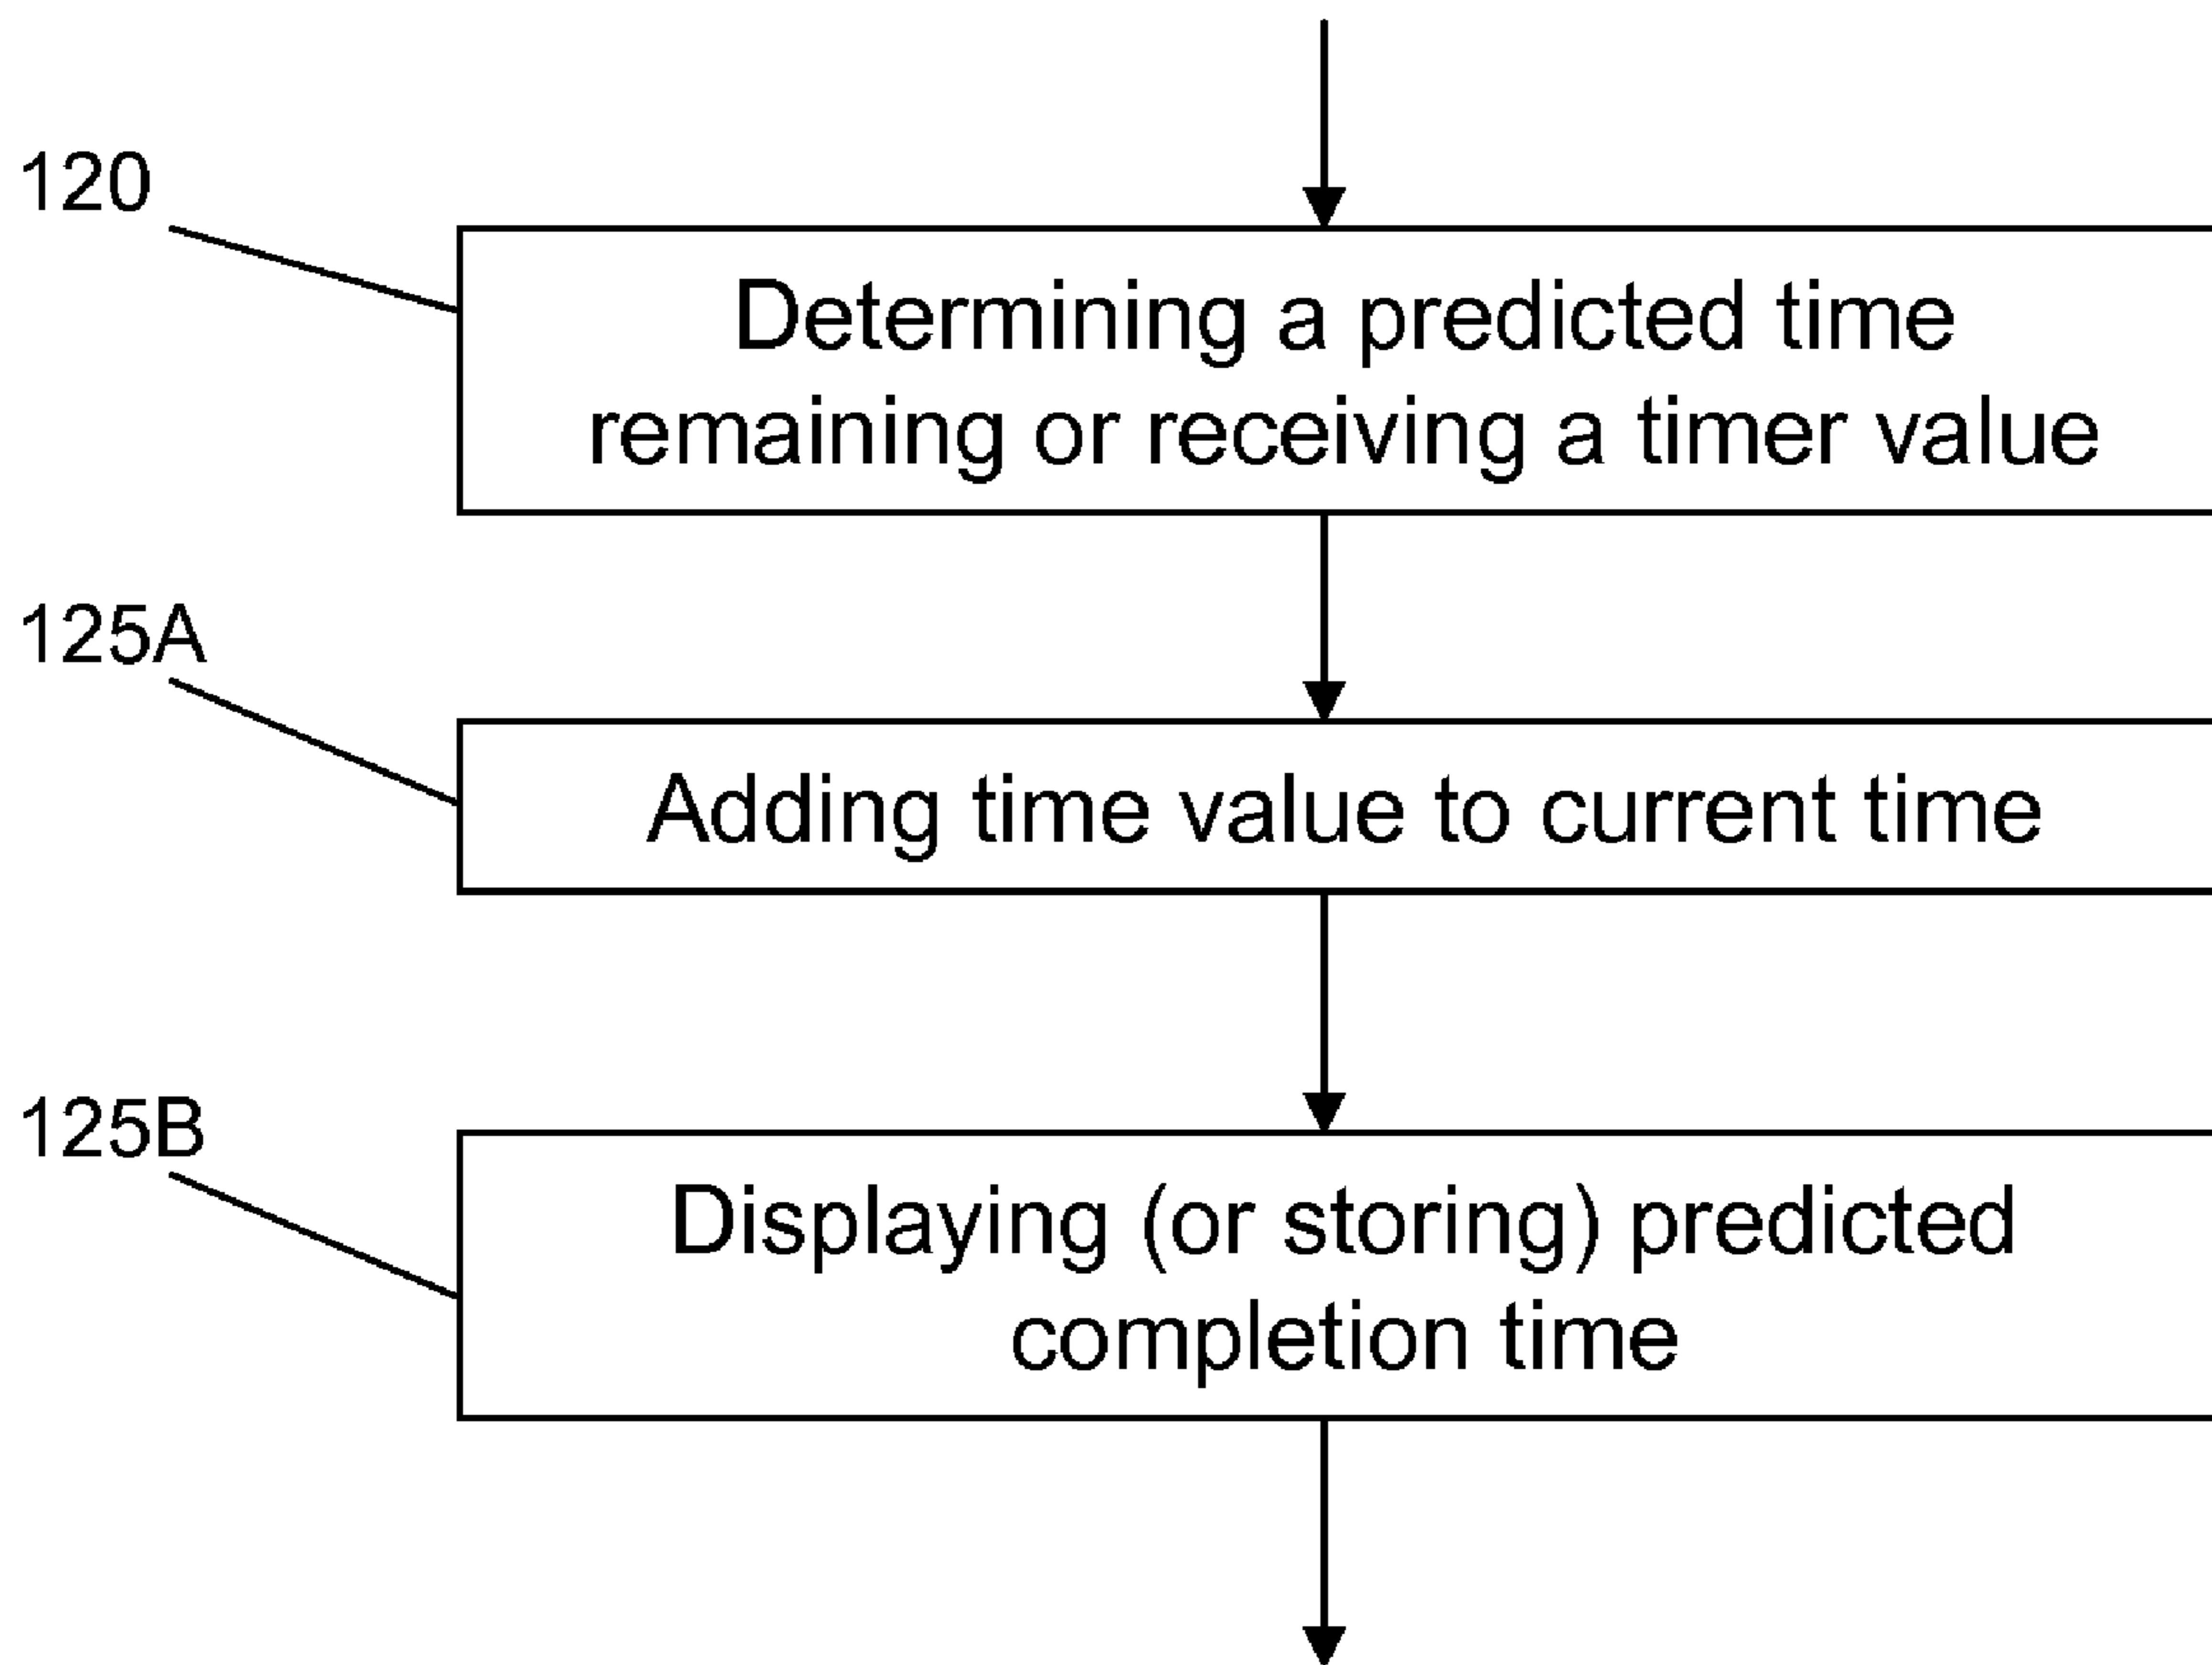 120
Determining a predicted time
remaining or receiving a timer value
125A
Adding time value to current time
125B
Displaying (or storing) predicted
completion time